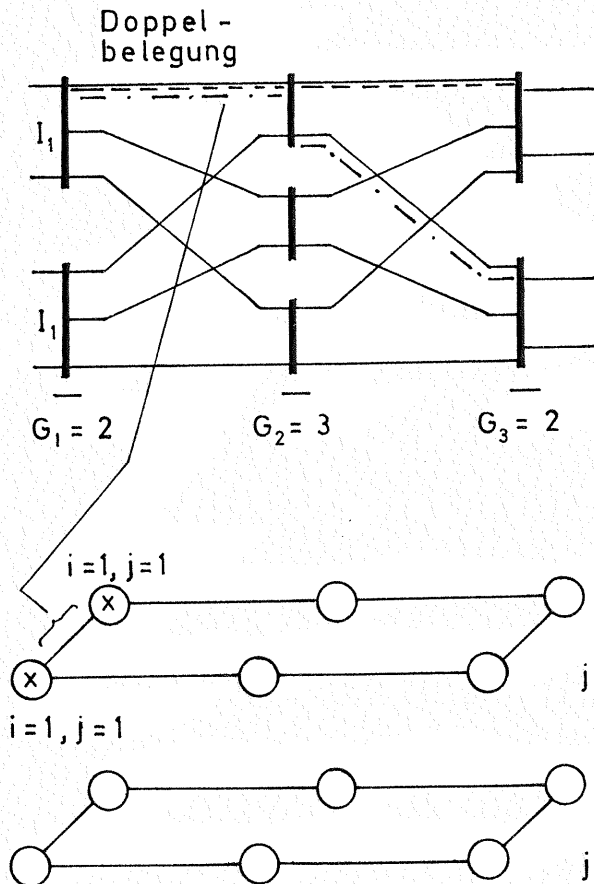 Doppel-
belegung
I₁
I₁
G₁ = 2 G₂ = 3 G₃ = 2
i=1, j=1
x
x
j
i=1, j=1
j